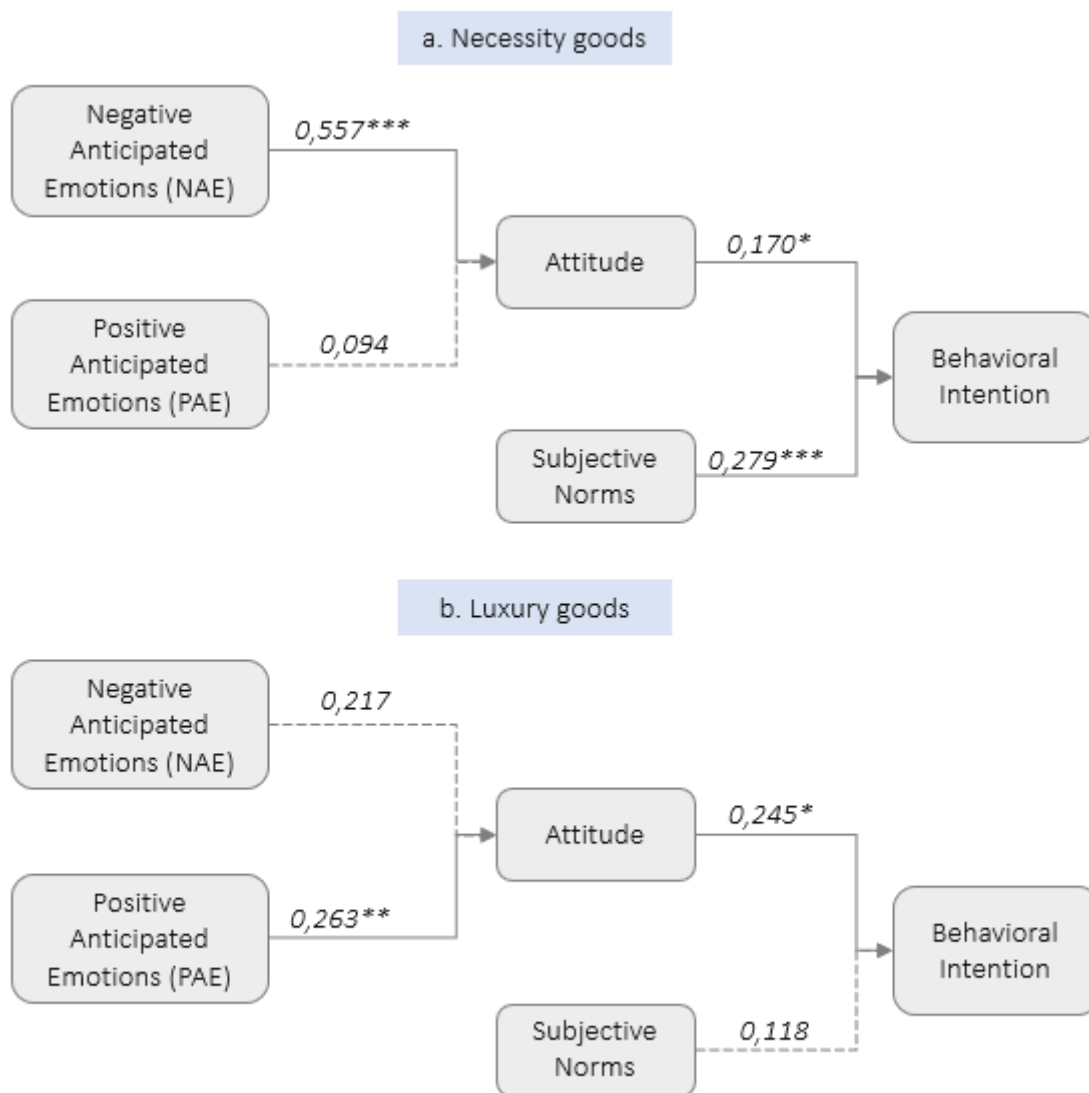 a. Necessity goods
Negative
Anticipated
Emotions (NAE)
0,557***
Attitude
0,170*
Positive
Anticipated
Emotions (PAE)
0,094
Behavioral
Intention
Subjective
Norms
0,279***
b. Luxury goods
Negative
Anticipated
Emotions (NAE)
0,217
Attitude
0,245*
Positive
Anticipated
Emotions (PAE)
0,263**
Behavioral
Intention
Subjective
Norms
0,118